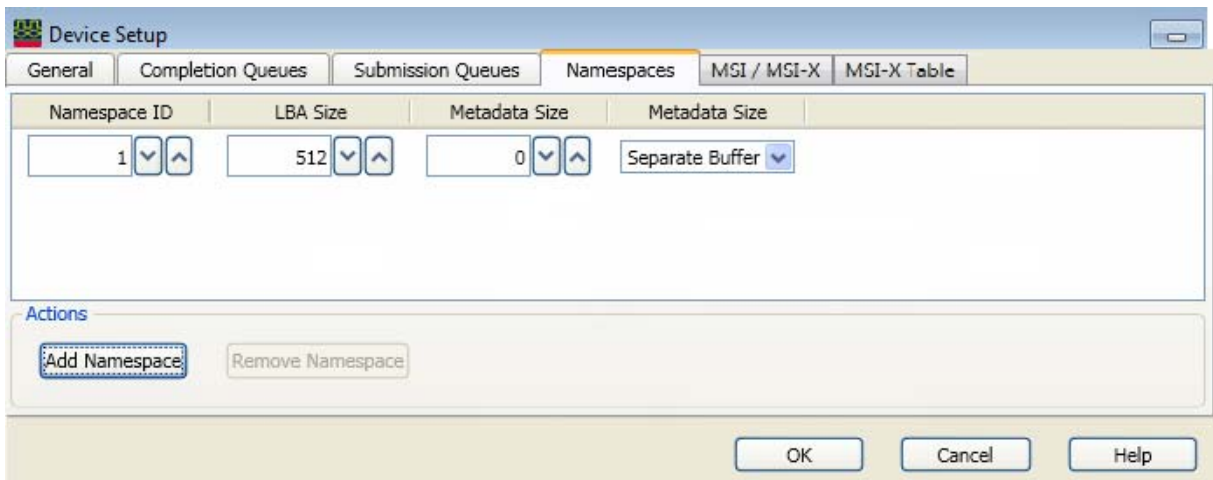 Device Setup
General Completion Queues Submission Queues Namespaces MSI / MSI-X MSI-X Table
Namespace ID LBA Size Metadata Size Metadata Size
1 512 0 Separate Buffer
Actions
Add Namespace Remove Namespace
OK Cancel Help